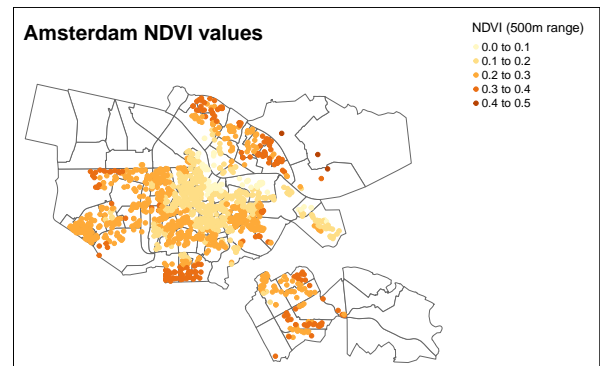 Amsterdam NDVI values
NDVI (500m range)
0.0 to 0.1
0.1 to 0.2
0.2 to 0.3
0.3 to 0.4
0.4 to 0.5